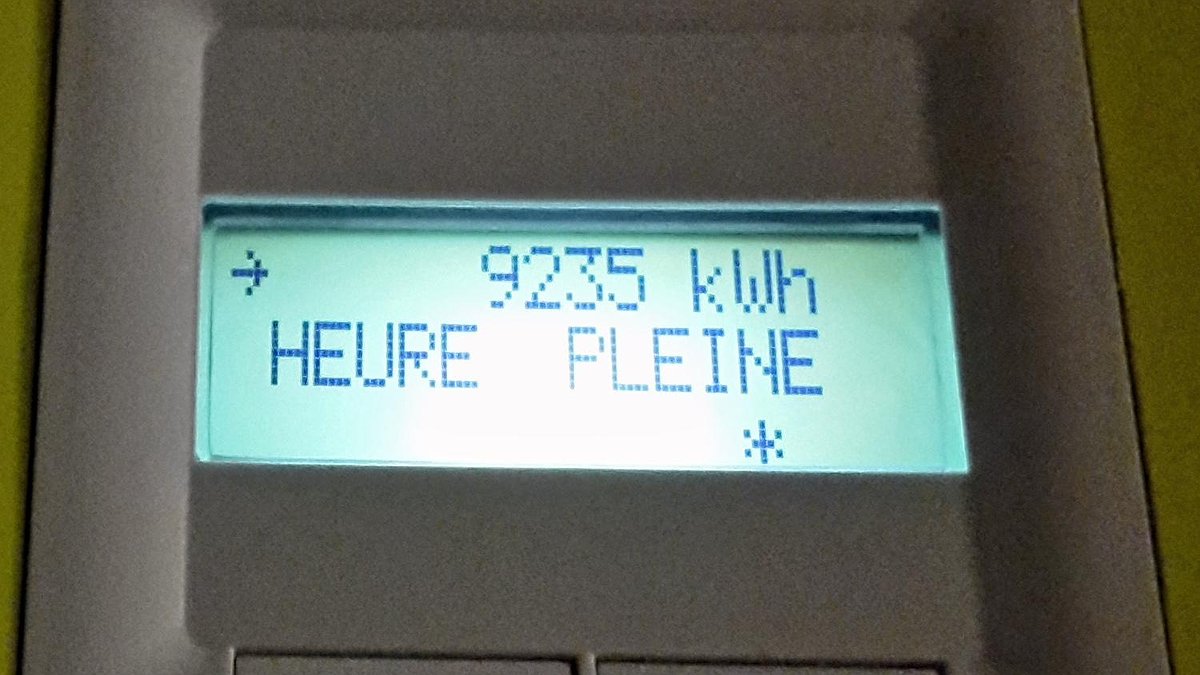 → 9235 kWh
HEURE PLEINE
*